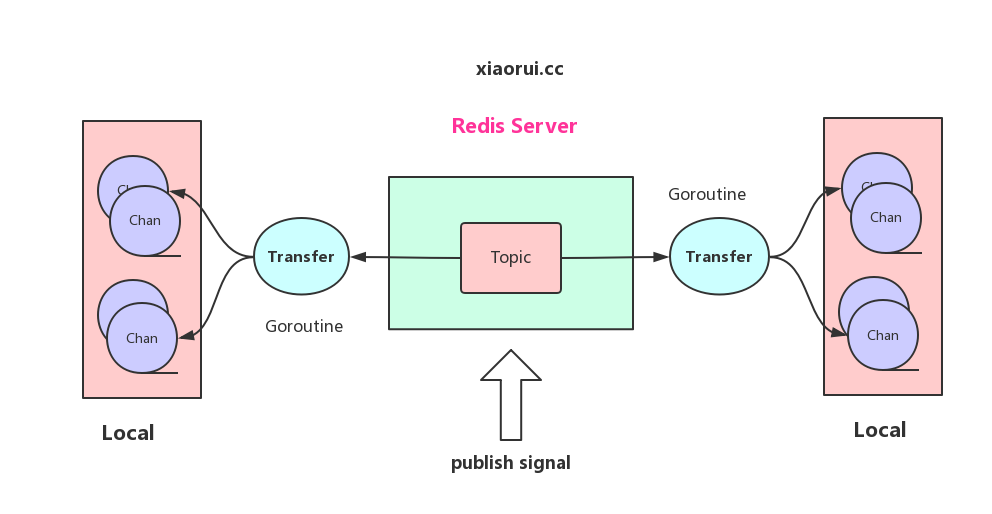 xiaorui.cc
Redis Server
Goroutine
Chan
Chan
Transfer
Topic
Transfer
Goroutine
Chan
Chan
Local
Local
publish signal